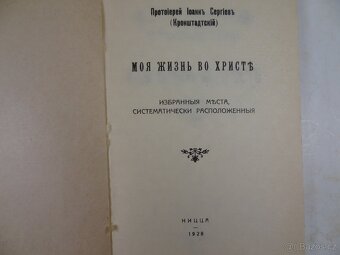 Протоіерей Іоаннъ Сергіевъ
(Кронштадтскій)
МОЯ ЖИЗНЬ ВО ХРИСТѢ
ИЗБРАННЫЯ МѢСТА,
СИСТЕМАТИЧЕСКИ РАСПОЛОЖЕННЫЯ
НИЦЦА
—
1928